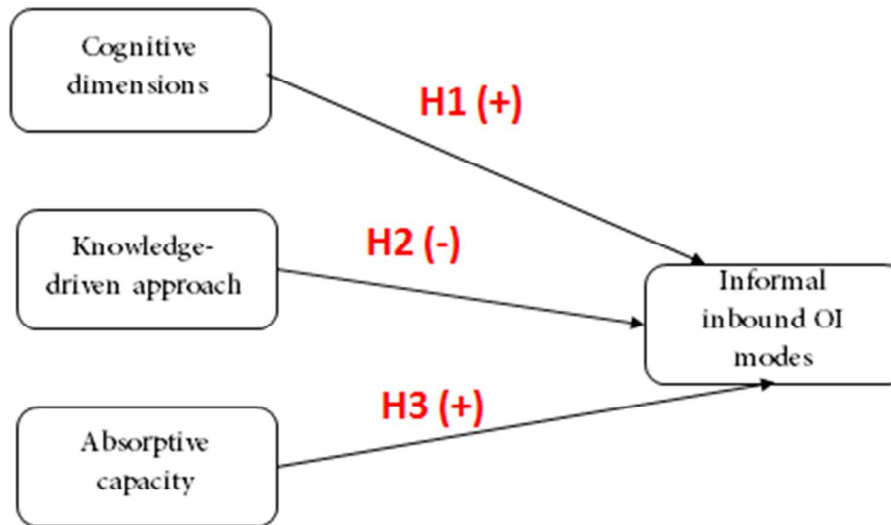 Cognitive
dimensions
H1 (+)
Knowledge-
driven approach
H2 (-)
Informal
inbound OI
modes
H3 (+)
Absorptive
capacity